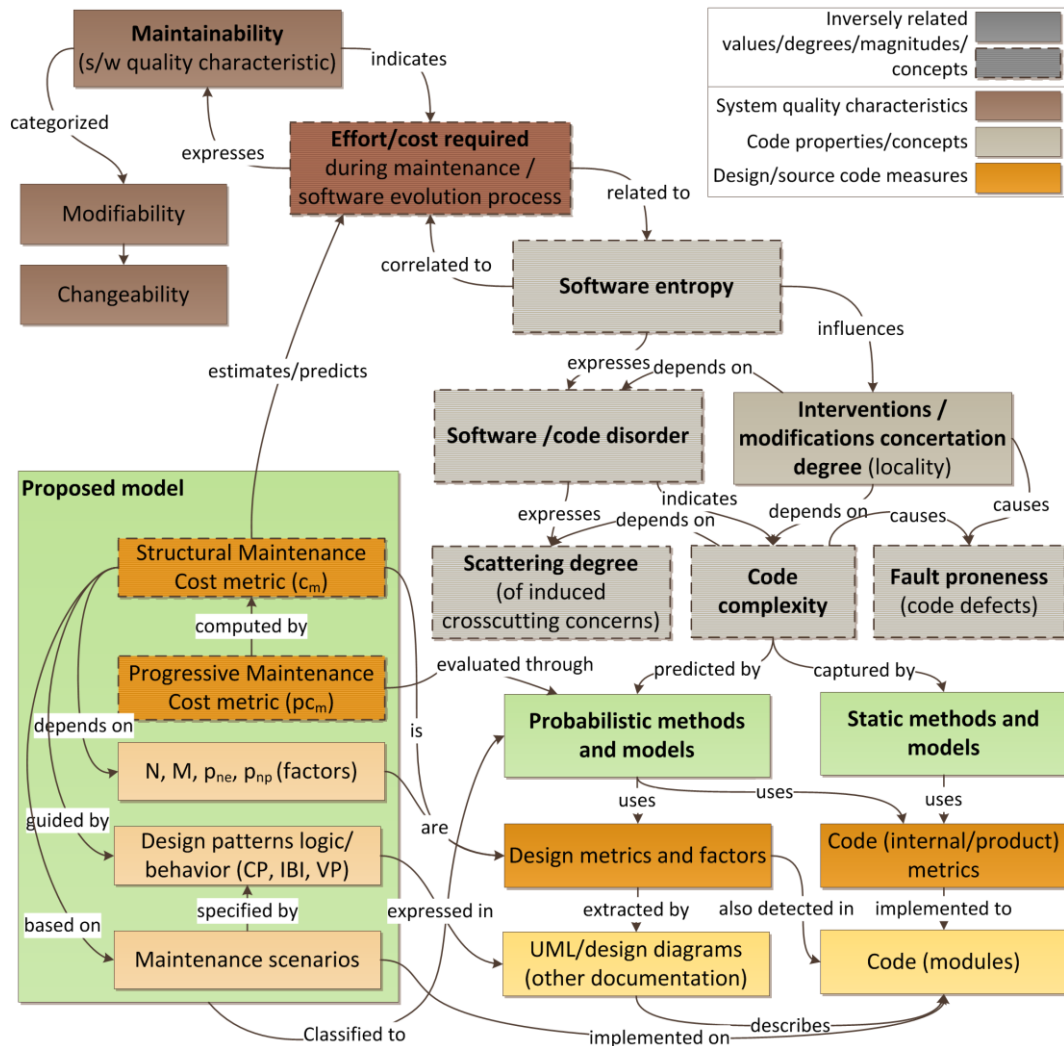 Maintainability
(s/w quality characteristic)
indicates
categorized
expresses
Effort/cost required
during maintenance /
software evolution process
Modifiability
Changeability
related to
correlated to
Inversely related
values/degrees/magnitudes/
concepts
System quality characteristics
Code properties/concepts
Design/source code measures
Software entropy
influences
expresses
depends on
estimates/predicts
Software /code disorder
Interventions /
modifications concertation
degree (locality)
expresses
indicates
depends on
depends on
causes
causes
Scattering degree
(of induced
crosscutting concerns)
Code
complexity
Fault proneness
(code defects)
Proposed model
Structural Maintenance
Cost metric (cm)
computed by
Progressive Maintenance
Cost metric (pcm)
evaluated through
predicted by
captured by
depends on
is
Probabilistic methods
and models
Static methods and
models
N, M, pne, pnp (factors)
uses
uses
uses
guided by
are
Design patterns logic/
behavior (CP, IBI, VP)
Design metrics and factors
Code (internal/product)
metrics
specified by
expressed in
extracted by
also detected in
implemented to
based on
Maintenance scenarios
UML/design diagrams
(other documentation)
Code (modules)
Classified to
implemented on
describes